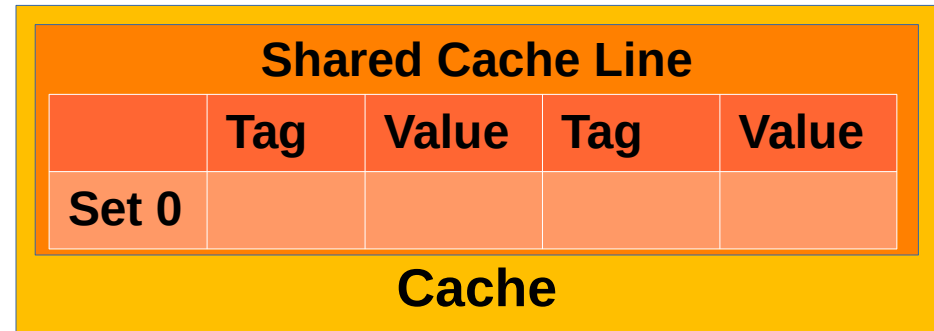 Shared Cache Line
Tag Value Tag Value
Set 0
Cache